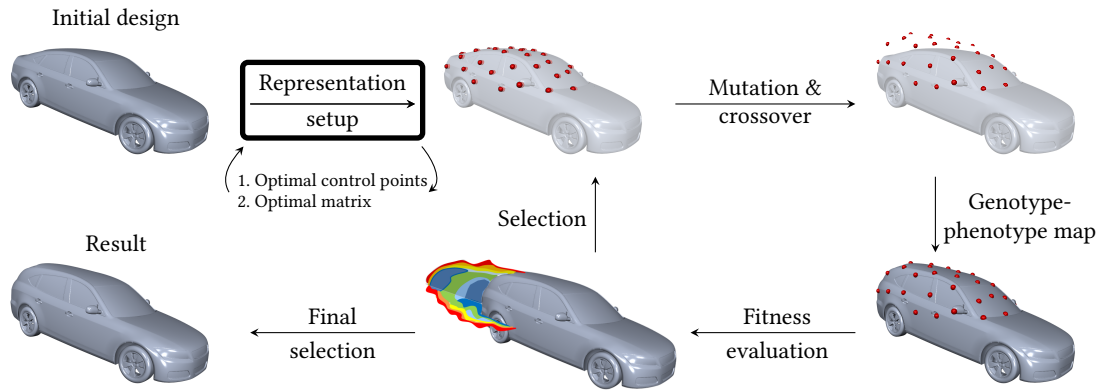 Initial design
Representation
setup
1. Optimal control points
2. Optimal matrix
Mutation &
crossover
Genotype-
phenotype map
Fitness
evaluation
Selection
Final
selection
Result